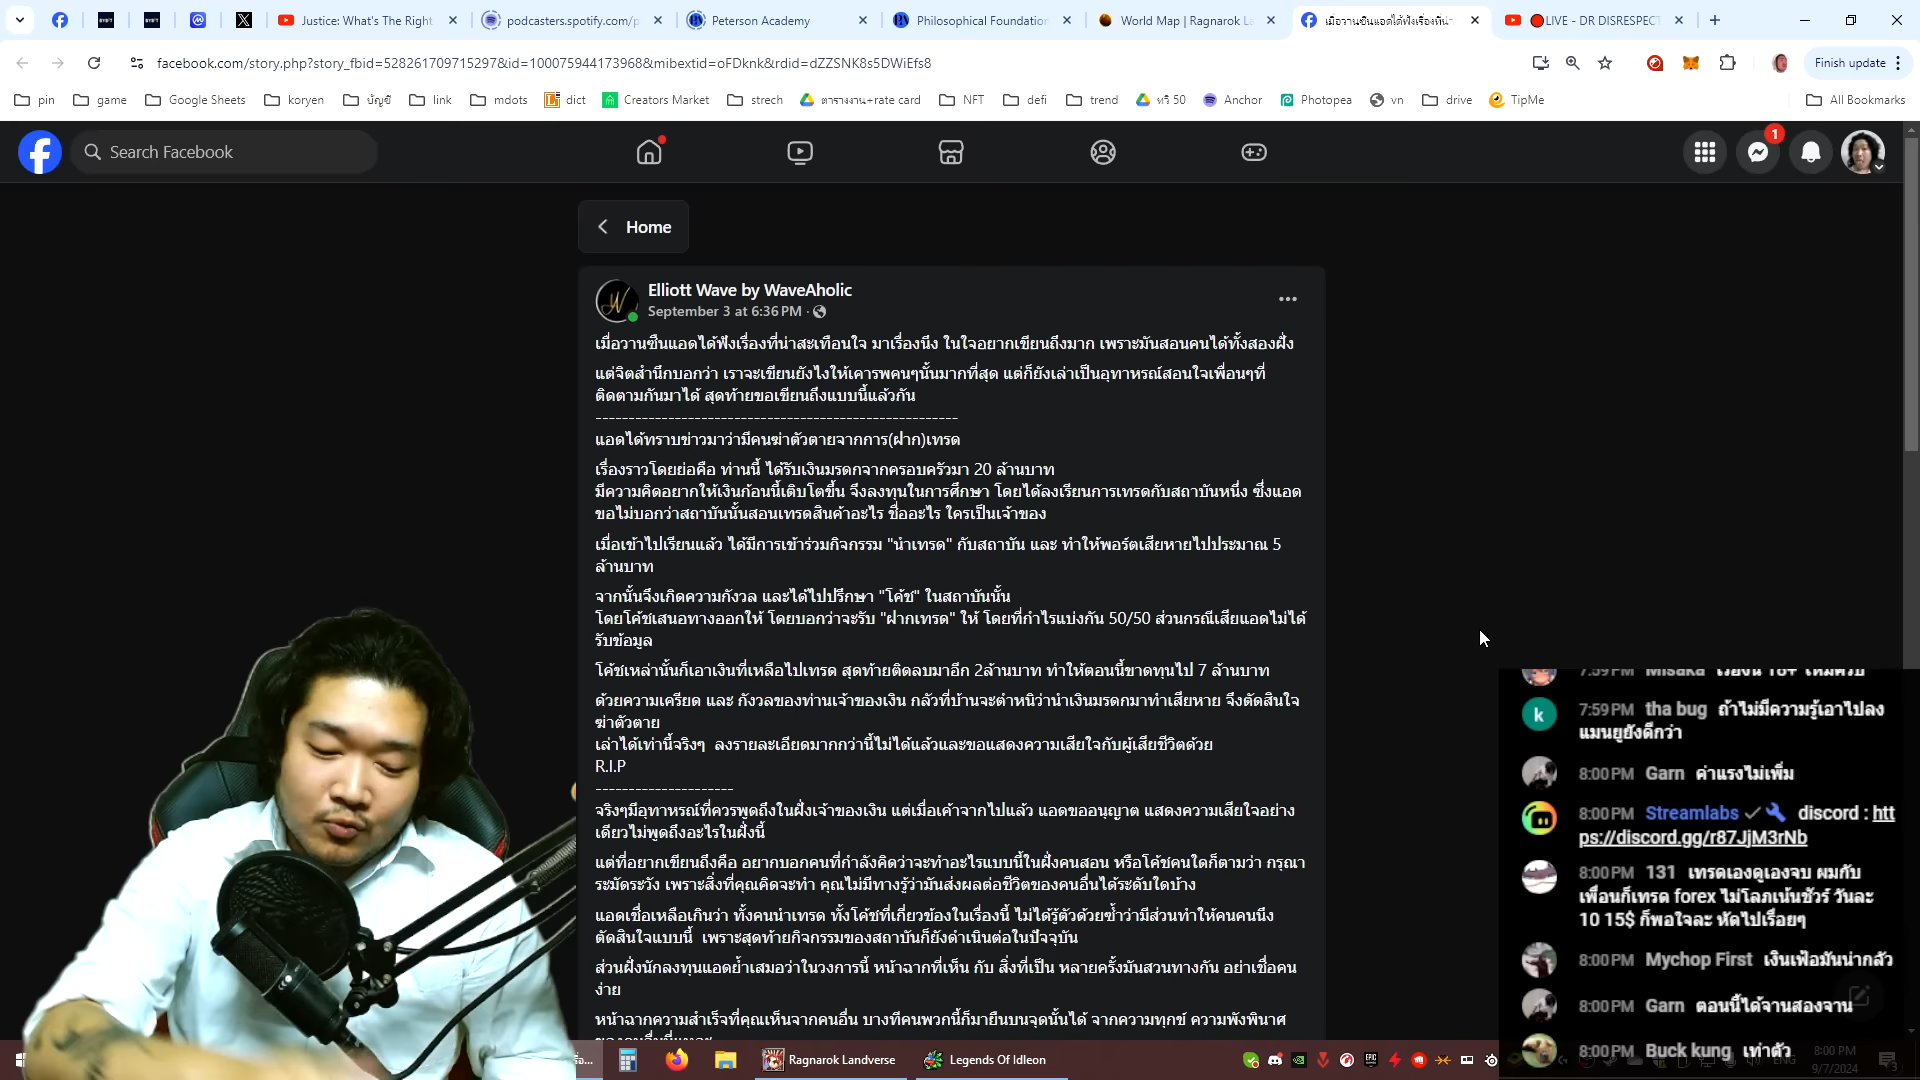 Justice: What's The Right
podcasters.spotify.com/p
Peterson Academy
Philosophical Foundation
World Map | Ragnarok La
เมื่อวานซืนแอดได้ฟังเรื่องที่น่า
LIVE - DR DISRESPECT
facebook.com/story.php?story_fbid=528261709715297&id=100075944173968&mibextid=oFDknk&rdid=dZZSNK8s5DWiEfs8
Finish update
pin
game
Google Sheets
koryen
บัญชี
link
mdots
dict
Creators Market
strech
ตารางงาน+rate card
NFT
defi
trend
ทวิ 50
Anchor
Photopea
vn
drive
TipMe
All Bookmarks
Search Facebook
1
Home
Elliott Wave by WaveAholic
September 3 at 6:36 PM ·
เมื่อวานซืนแอดได้ฟังเรื่องที่น่าสะเทือนใจ มาเรื่องนึง ในใจอยากเขียนถึงมาก เพราะมันสอนคนได้ทั้งสองฝั่ง
แต่จิตสำนึกบอกว่า เราจะเขียนยังไงให้เคารพคนๆนั้นมากที่สุด แต่ก็ยังเล่าเป็นอุทาหรณ์สอนใจเพื่อนๆที่
ติดตามกันมาได้ สุดท้ายขอเขียนถึงแบบนี้แล้วกัน
-------------------------------------------------------
แอดได้ทราบข่าวมาว่ามีคนฆ่าตัวตายจากการ(ฝาก)เทรด
เรื่องราวโดยย่อคือ ท่านนี้ ได้รับเงินมรดกจากครอบครัวมา 20 ล้านบาท
มีความคิดอยากให้เงินก้อนนี้เติบโตขึ้น จึงลงทุนในการศึกษา โดยได้ลงเรียนการเทรดกับสถาบันหนึ่ง ซึ่งแอด
ขอไม่บอกว่าสถาบันนั้นสอนเทรดสินค้าอะไร ชื่ออะไร ใครเป็นเจ้าของ
เมื่อเข้าไปเรียนแล้ว ได้มีการเข้าร่วมกิจกรรม "นำเทรด" กับสถาบัน และ ทำให้พอร์ตเสียหายไปประมาณ 5
ล้านบาท
จากนั้นจึงเกิดความกังวล และได้ไปปรึกษา "โค้ช" ในสถาบันนั้น
โดยโค้ชเสนอทางออกให้ โดยบอกว่าจะรับ "ฝากเทรด" ให้ โดยที่กำไรแบ่งกัน 50/50 ส่วนกรณีเสียแอดไม่ได้
รับข้อมูล
โค้ชเหล่านั้นก็เอาเงินที่เหลือไปเทรด สุดท้ายติดลบมาอีก 2ล้านบาท ทำให้ตอนนี้ขาดทุนไป 7 ล้านบาท
ด้วยความเครียด และ กังวลของท่านเจ้าของเงิน กลัวที่บ้านจะตำหนิว่านำเงินมรดกมาทำเสียหาย จึงตัดสินใจ
ฆ่าตัวตาย
เล่าได้เท่านี้จริงๆ ลงรายละเอียดมากกว่านี้ไม่ได้แล้วและขอแสดงความเสียใจกับผู้เสียชีวิตด้วย
R.I.P
---------------------
จริงๆมีอุทาหรณ์ที่ควรพูดถึงในฝั่งเจ้าของเงิน แต่เมื่อเค้าจากไปแล้ว แอดขออนุญาต แสดงความเสียใจอย่าง
เดียวไม่พูดถึงอะไรในฝั่งนี้
แต่ที่อยากเขียนถึงคือ อยากบอกคนที่กำลังคิดว่าจะทำอะไรแบบนี้ในฝั่งคนสอน หรือโค้ชคนใดก็ตามว่า กรุณา
ระมัดระวัง เพราะสิ่งที่คุณคิดจะทำ คุณไม่มีทางรู้ว่ามันส่งผลต่อชีวิตของคนอื่นได้ระดับใดบ้าง
แอดเชื่อเหลือเกินว่า ทั้งคนนำเทรด ทั้งโค้ชที่เกี่ยวข้องในเรื่องนี้ ไม่ได้รู้ตัวด้วยซ้ำว่ามีส่วนทำให้คนคนนึง
ตัดสินใจแบบนี้ เพราะสุดท้ายกิจกรรมของสถาบันก็ยังดำเนินต่อในปัจจุบัน
ส่วนฝั่งนักลงทุนแอดย้ำเสมอว่าในวงการนี้ หน้าฉากที่เห็น กับ สิ่งที่เป็น หลายครั้งมันสวนทางกัน อย่าเชื่อคน
ง่าย
หน้าฉากความสำเร็จที่คุณเห็นจากคนอื่น บางทีคนพวกนี้ก็มายืนบนจุดนั้นได้ จากความทุกข์ ความพังพินาศ
7:59 PM Misaka
7:59 PM tha bug ถ้าไม่มีความรู้เอาไปลง
แมนยูยังดีกว่า
8:00 PM Garn ค่าแรงไม่เพิ่ม
8:00 PM Streamlabs discord : htt
ps://discord.gg/r87JjM3rNb
8:00 PM 131 เทรดเองดูเองจบ ผมกับ
เพื่อนก็เทรด forex ไม่โลภเน้นชัวร์ วันละ
10 15$ ก็พอใจละ หัดไปเรื่อยๆ
8:00 PM Mychop First เงินเฟ้อมันน่ากลัว
8:00 PM Garn ตอนนี้ได้จานสองจาน
8:00 PM Buck kung เท่าตัว
Ragnarok Landverse
Legends Of Idleon
ENG
8:00 PM
9/7/2024